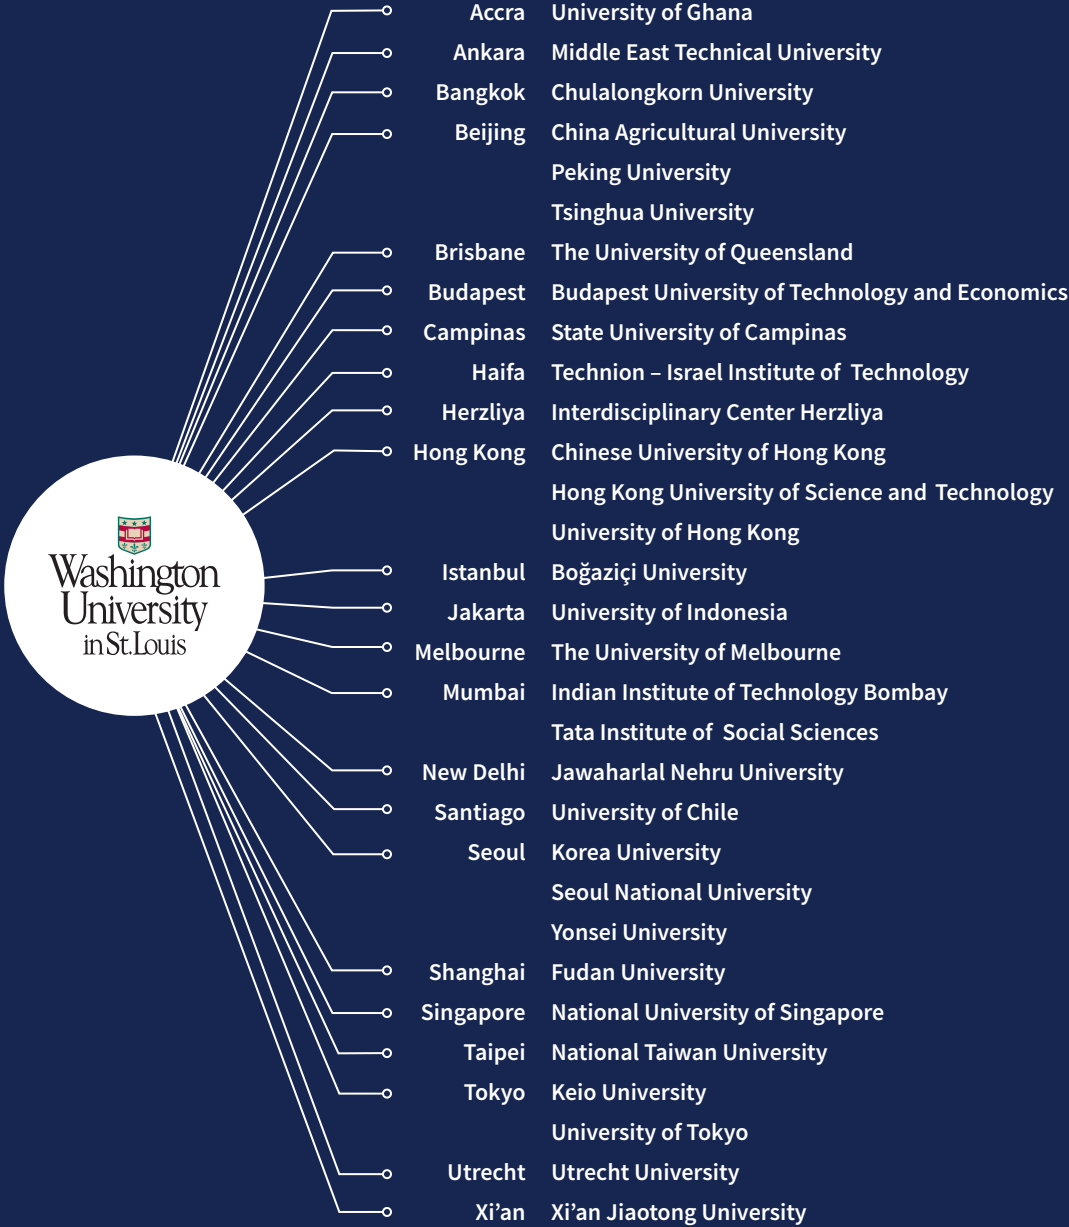 Accra University of Ghana
Ankara Middle East Technical University
Bangkok Chulalongkorn University
Beijing China Agricultural University
Peking University
Tsinghua University
Brisbane The University of Queensland
Budapest Budapest University of Technology and Economics
Campinas State University of Campinas
Haifa Technion – Israel Institute of Technology
Herzliya Interdisciplinary Center Herzliya
Hong Kong Chinese University of Hong Kong
Hong Kong University of Science and Technology
University of Hong Kong
Istanbul Boğaziçi University
Jakarta University of Indonesia
Melbourne The University of Melbourne
Mumbai Indian Institute of Technology Bombay
Tata Institute of Social Sciences
New Delhi Jawaharlal Nehru University
Santiago University of Chile
Seoul Korea University
Seoul National University
Yonsei University
Shanghai Fudan University
Singapore National University of Singapore
Taipei National Taiwan University
Tokyo Keio University
University of Tokyo
Utrecht Utrecht University
Xi’an Xi’an Jiaotong University
Washington
University
in St.Louis